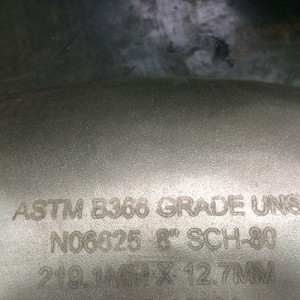 ASTM B366 GRADE UNS
N06625 8" SCH-80
219.1MM X 12.7MM